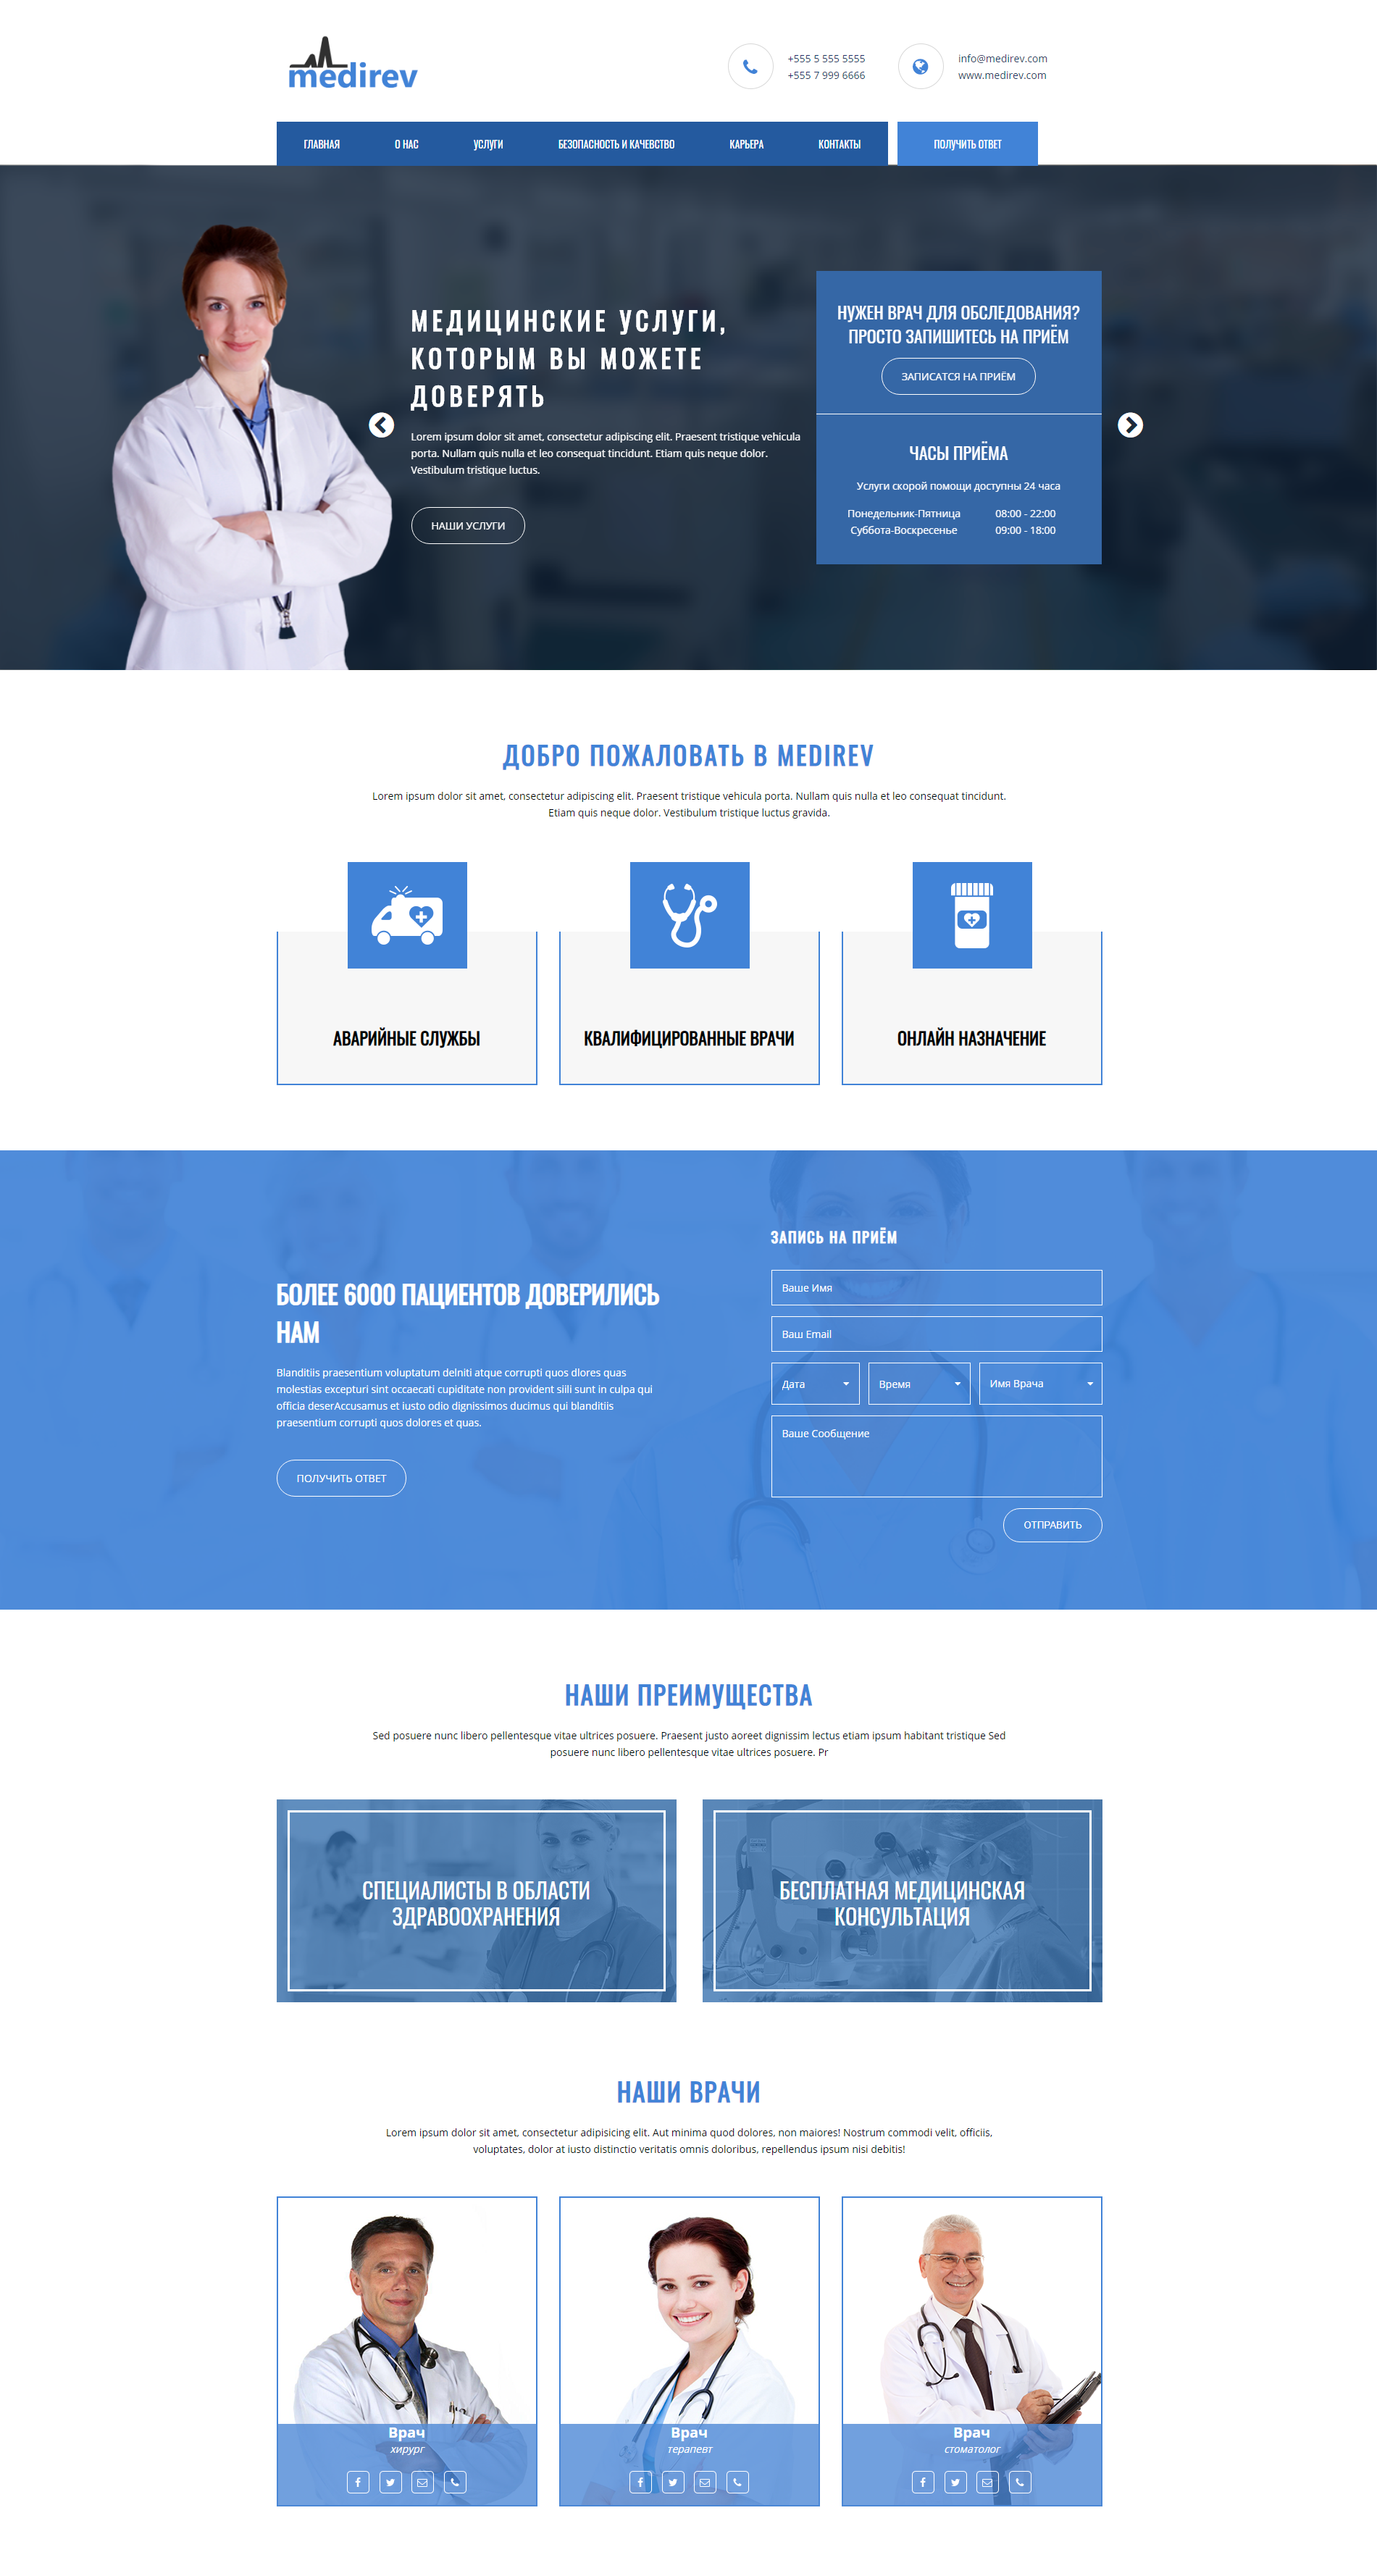 medirev
+555 5 555 5555
+555 7 999 6666
info@medirev.com
www.medirev.com
ГЛАВНАЯ О НАС УСЛУГИ БЕЗОПАСНОСТЬ И КАЧЕВСТВО КАРЬЕРА КОНТАКТЫ ПОЛУЧИТЬ ОТВЕТ
МЕДИЦИНСКИЕ УСЛУГИ,
КОТОРЫМ ВЫ МОЖЕТЕ
ДОВЕРЯТЬ
Lorem ipsum dolor sit amet, consectetur adipiscing elit. Praesent tristique vehicula
porta. Nullam quis nulla et leo consequat tincidunt. Etiam quis neque dolor.
Vestibulum tristique luctus.
НАШИ УСЛУГИ
НУЖЕН ВРАЧ ДЛЯ ОБСЛЕДОВАНИЯ?
ПРОСТО ЗАПИШИТЕСЬ НА ПРИЁМ
ЗАПИСАТСЯ НА ПРИЁМ
ЧАСЫ ПРИЁМА
Услуги скорой помощи доступны 24 часа
Понедельник-Пятница 08:00 - 22:00
Суббота-Воскресенье 09:00 - 18:00
ДОБРО ПОЖАЛОВАТЬ В MEDIREV
Lorem ipsum dolor sit amet, consectetur adipiscing elit. Praesent tristique vehicula porta. Nullam quis nulla et leo consequat tincidunt.
Etiam quis neque dolor. Vestibulum tristique luctus gravida.
АВАРИЙНЫЕ СЛУЖБЫ
КВАЛИФИЦИРОВАННЫЕ ВРАЧИ
ОНЛАЙН НАЗНАЧЕНИЕ
БОЛЕЕ 6000 ПАЦИЕНТОВ ДОВЕРИЛИСЬ
НАМ
Blanditiis praesentium voluptatum delniti atque corrupti quos dlores quas
molestias excepturi sint occaecati cupiditate non provident siili sunt in culpa qui
officia deserAccusamus et iusto odio dignissimos ducimus qui blanditiis
praesentium corrupti quos dolores et quas.
ПОЛУЧИТЬ ОТВЕТ
ЗАПИСЬ НА ПРИЁМ
Ваше Имя
Ваш Email
Дата Время Имя Врача
Ваше Сообщение
ОТПРАВИТЬ
НАШИ ПРЕИМУЩЕСТВА
Sed posuere nunc libero pellentesque vitae ultrices posuere. Praesent justo aoreet dignissim lectus etiam ipsum habitant tristique Sed
posuere nunc libero pellentesque vitae ultrices posuere. Pr
СПЕЦИАЛИСТЫ В ОБЛАСТИ
ЗДРАВООХРАНЕНИЯ
БЕСПЛАТНАЯ МЕДИЦИНСКАЯ
КОНСУЛЬТАЦИЯ
НАШИ ВРАЧИ
Lorem ipsum dolor sit amet, consectetur adipisicing elit. Aut minima quod dolores, non maiores! Nostrum commodi velit, officiis,
voluptates, dolor at iusto distinctio veritatis omnis doloribus, repellendus ipsum nisi debitis!
Врач
хирург
Врач
терапевт
Врач
стоматолог